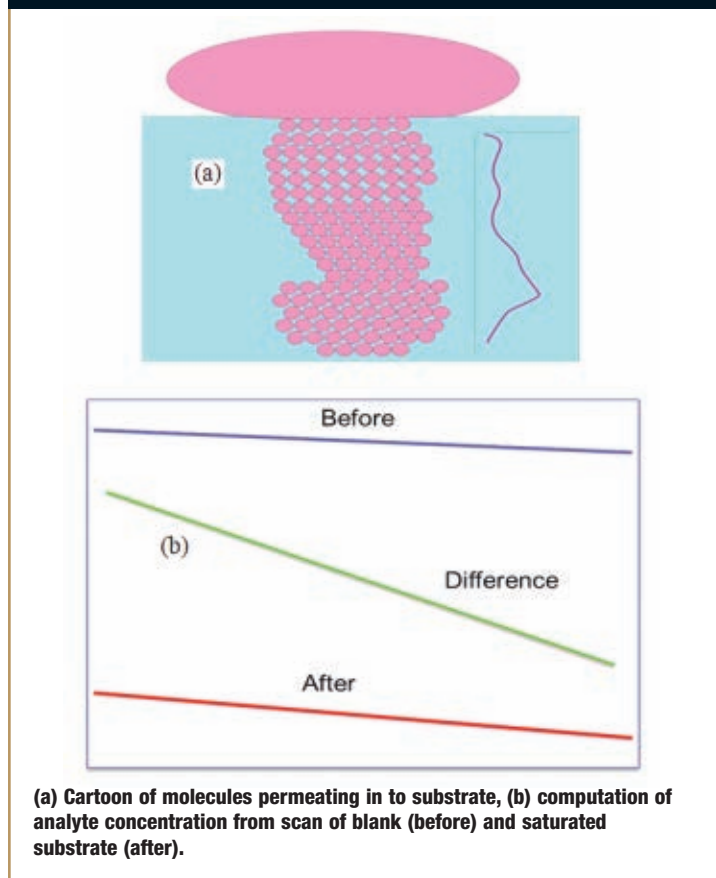 (a)
Before
(b)
Difference
After
(a) Cartoon of molecules permeating in to substrate, (b) computation of
analyte concentration from scan of blank (before) and saturated
substrate (after).